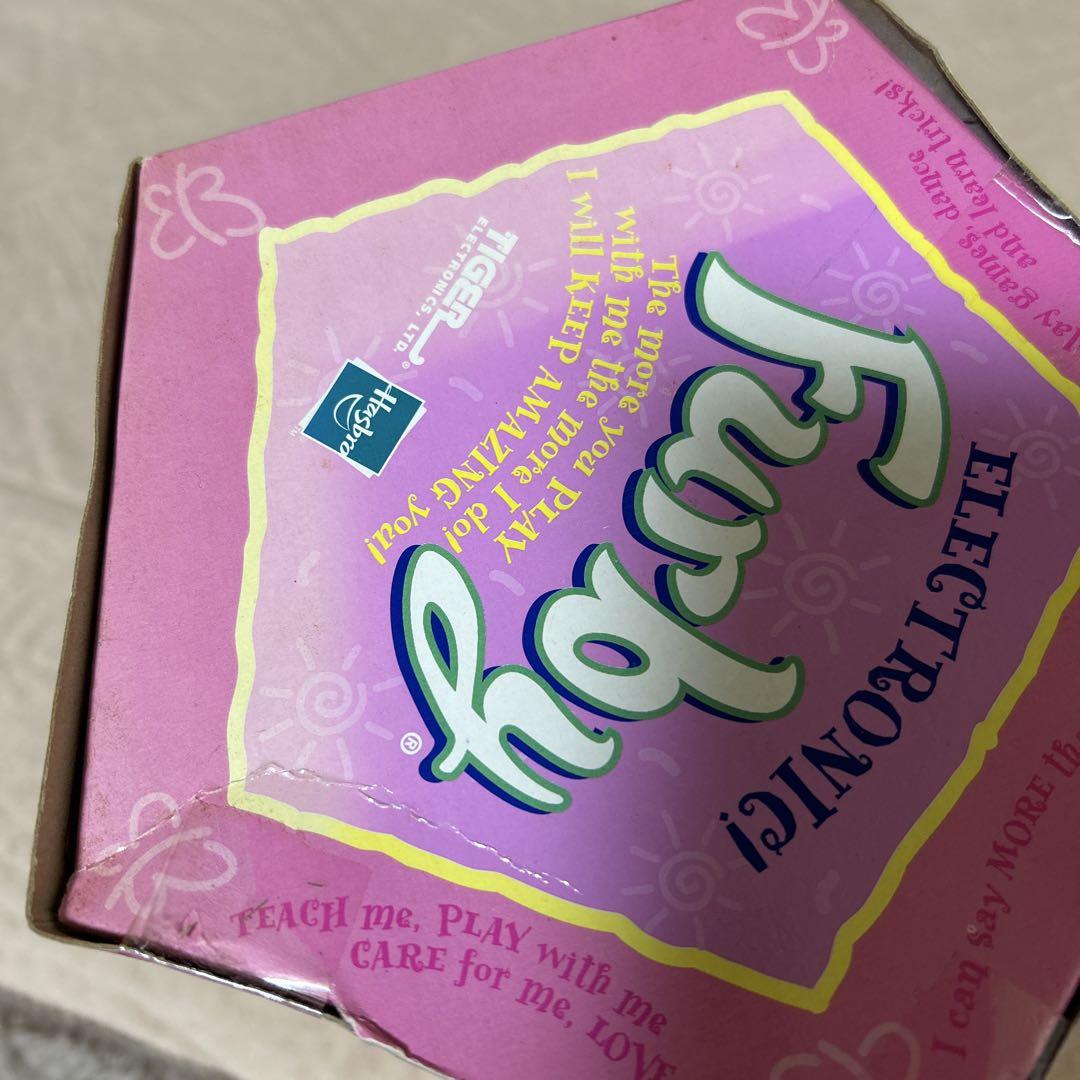 ELECTRONIC!
Furby®
The more you PLAY
with me the more I do!
I will KEEP AMAZING you!
TIGER®
ELECTRONICS, LTD.
Hasbro
TM
play games, dance
and learn tricks!
I can say MORE
TEACH me, PLAY with me
CARE for me, LOVE